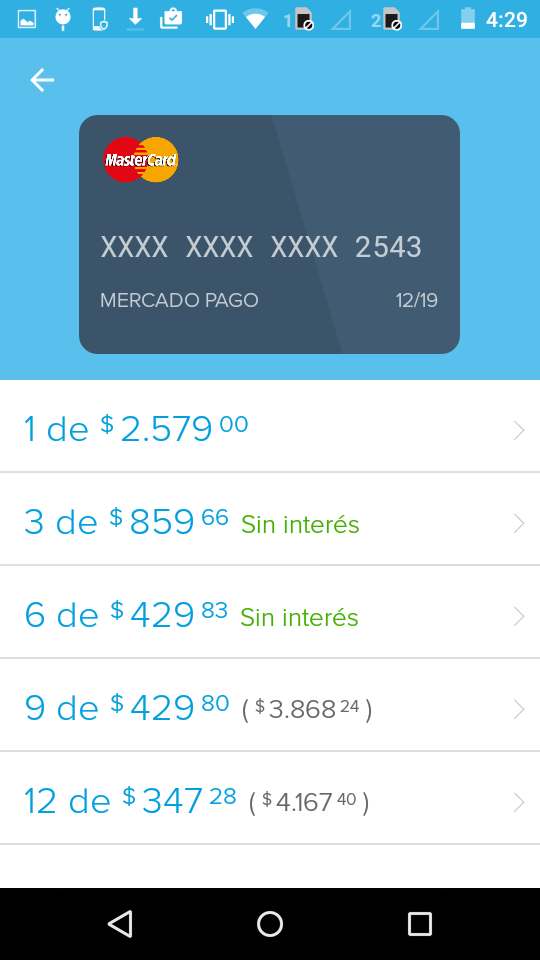 1 2 4:29
MasterCard
XXXX XXXX XXXX 2543
MERCADO PAGO 12/19
1 de $ 2.579 00
3 de $ 859 66 Sin interés
6 de $ 429 83 Sin interés
9 de $ 429 80 ( $ 3.868 24 )
12 de $ 347 28 ( $ 4.167 40 )